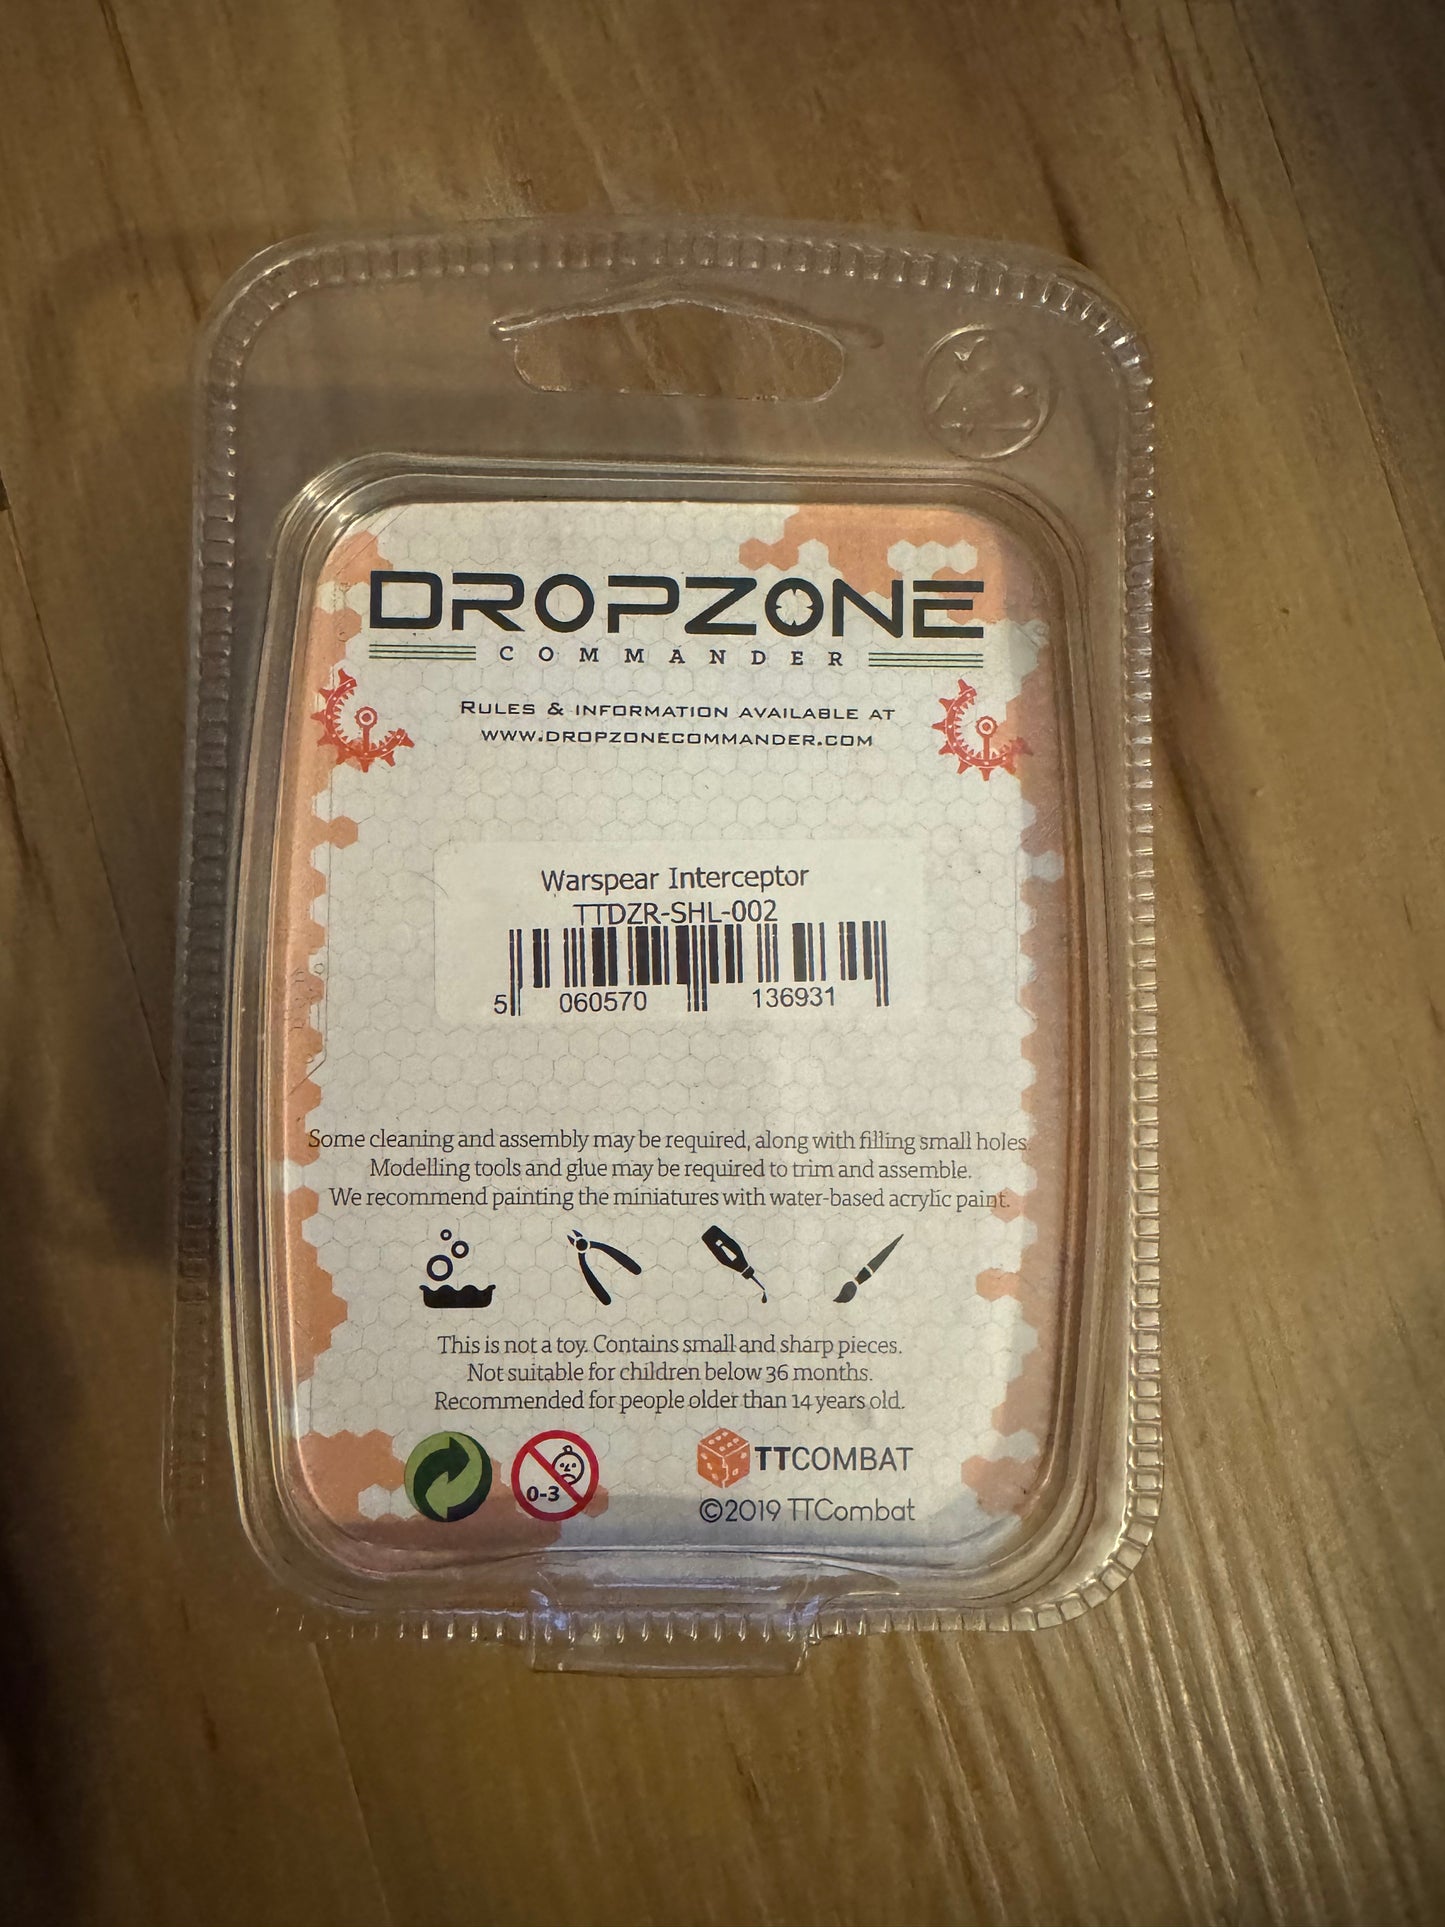 DROPZONE
COMMANDER
RULES & INFORMATION AVAILABLE AT
WWW.DROPZONECOMMANDER.COM
Warspear Interceptor
TTDZR-SHL-002
5 060570 136931
Some cleaning and assembly may be required, along with filling small holes.
Modelling tools and glue may be required to trim and assemble.
We recommend painting the miniatures with water-based acrylic paint.
This is not a toy. Contains small and sharp pieces.
Not suitable for children below 36 months.
Recommended for people older than 14 years old.
0-3
TTCOMBAT
©2019 TTCombat